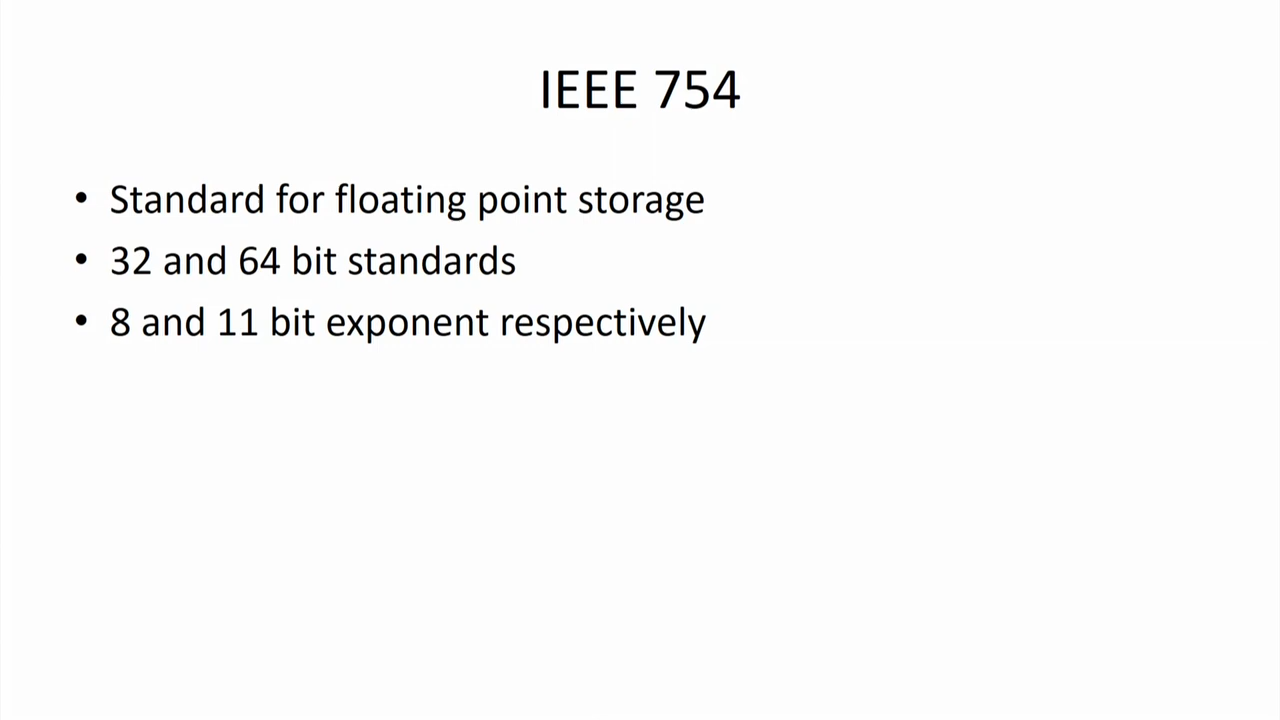 IEEE 754
• Standard for floating point storage
• 32 and 64 bit standards
• 8 and 11 bit exponent respectively